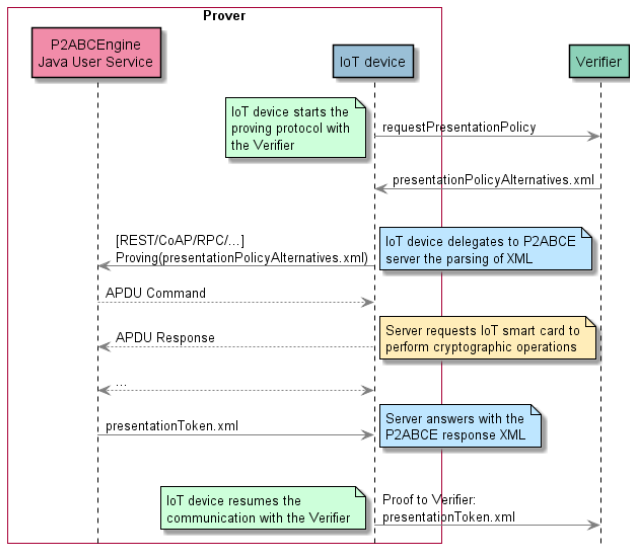 Prover
P2ABCEngine
Java User Service
IoT device
Verifier
IoT device starts the
proving protocol with
the Verifier
requestPresentationPolicy
presentationPolicyAlternatives.xml
[REST/CoAP/RPC/...]
Proving(presentationPolicyAlternatives.xml)
IoT device delegates to P2ABCE
server the parsing of XML
APDU Command
APDU Response
Server requests IoT smart card to
perform cryptographic operations
...
presentationToken.xml
Server answers with the
P2ABCE response XML
IoT device resumes the
communication with the Verifier
Proof to Verifier:
presentationToken.xml